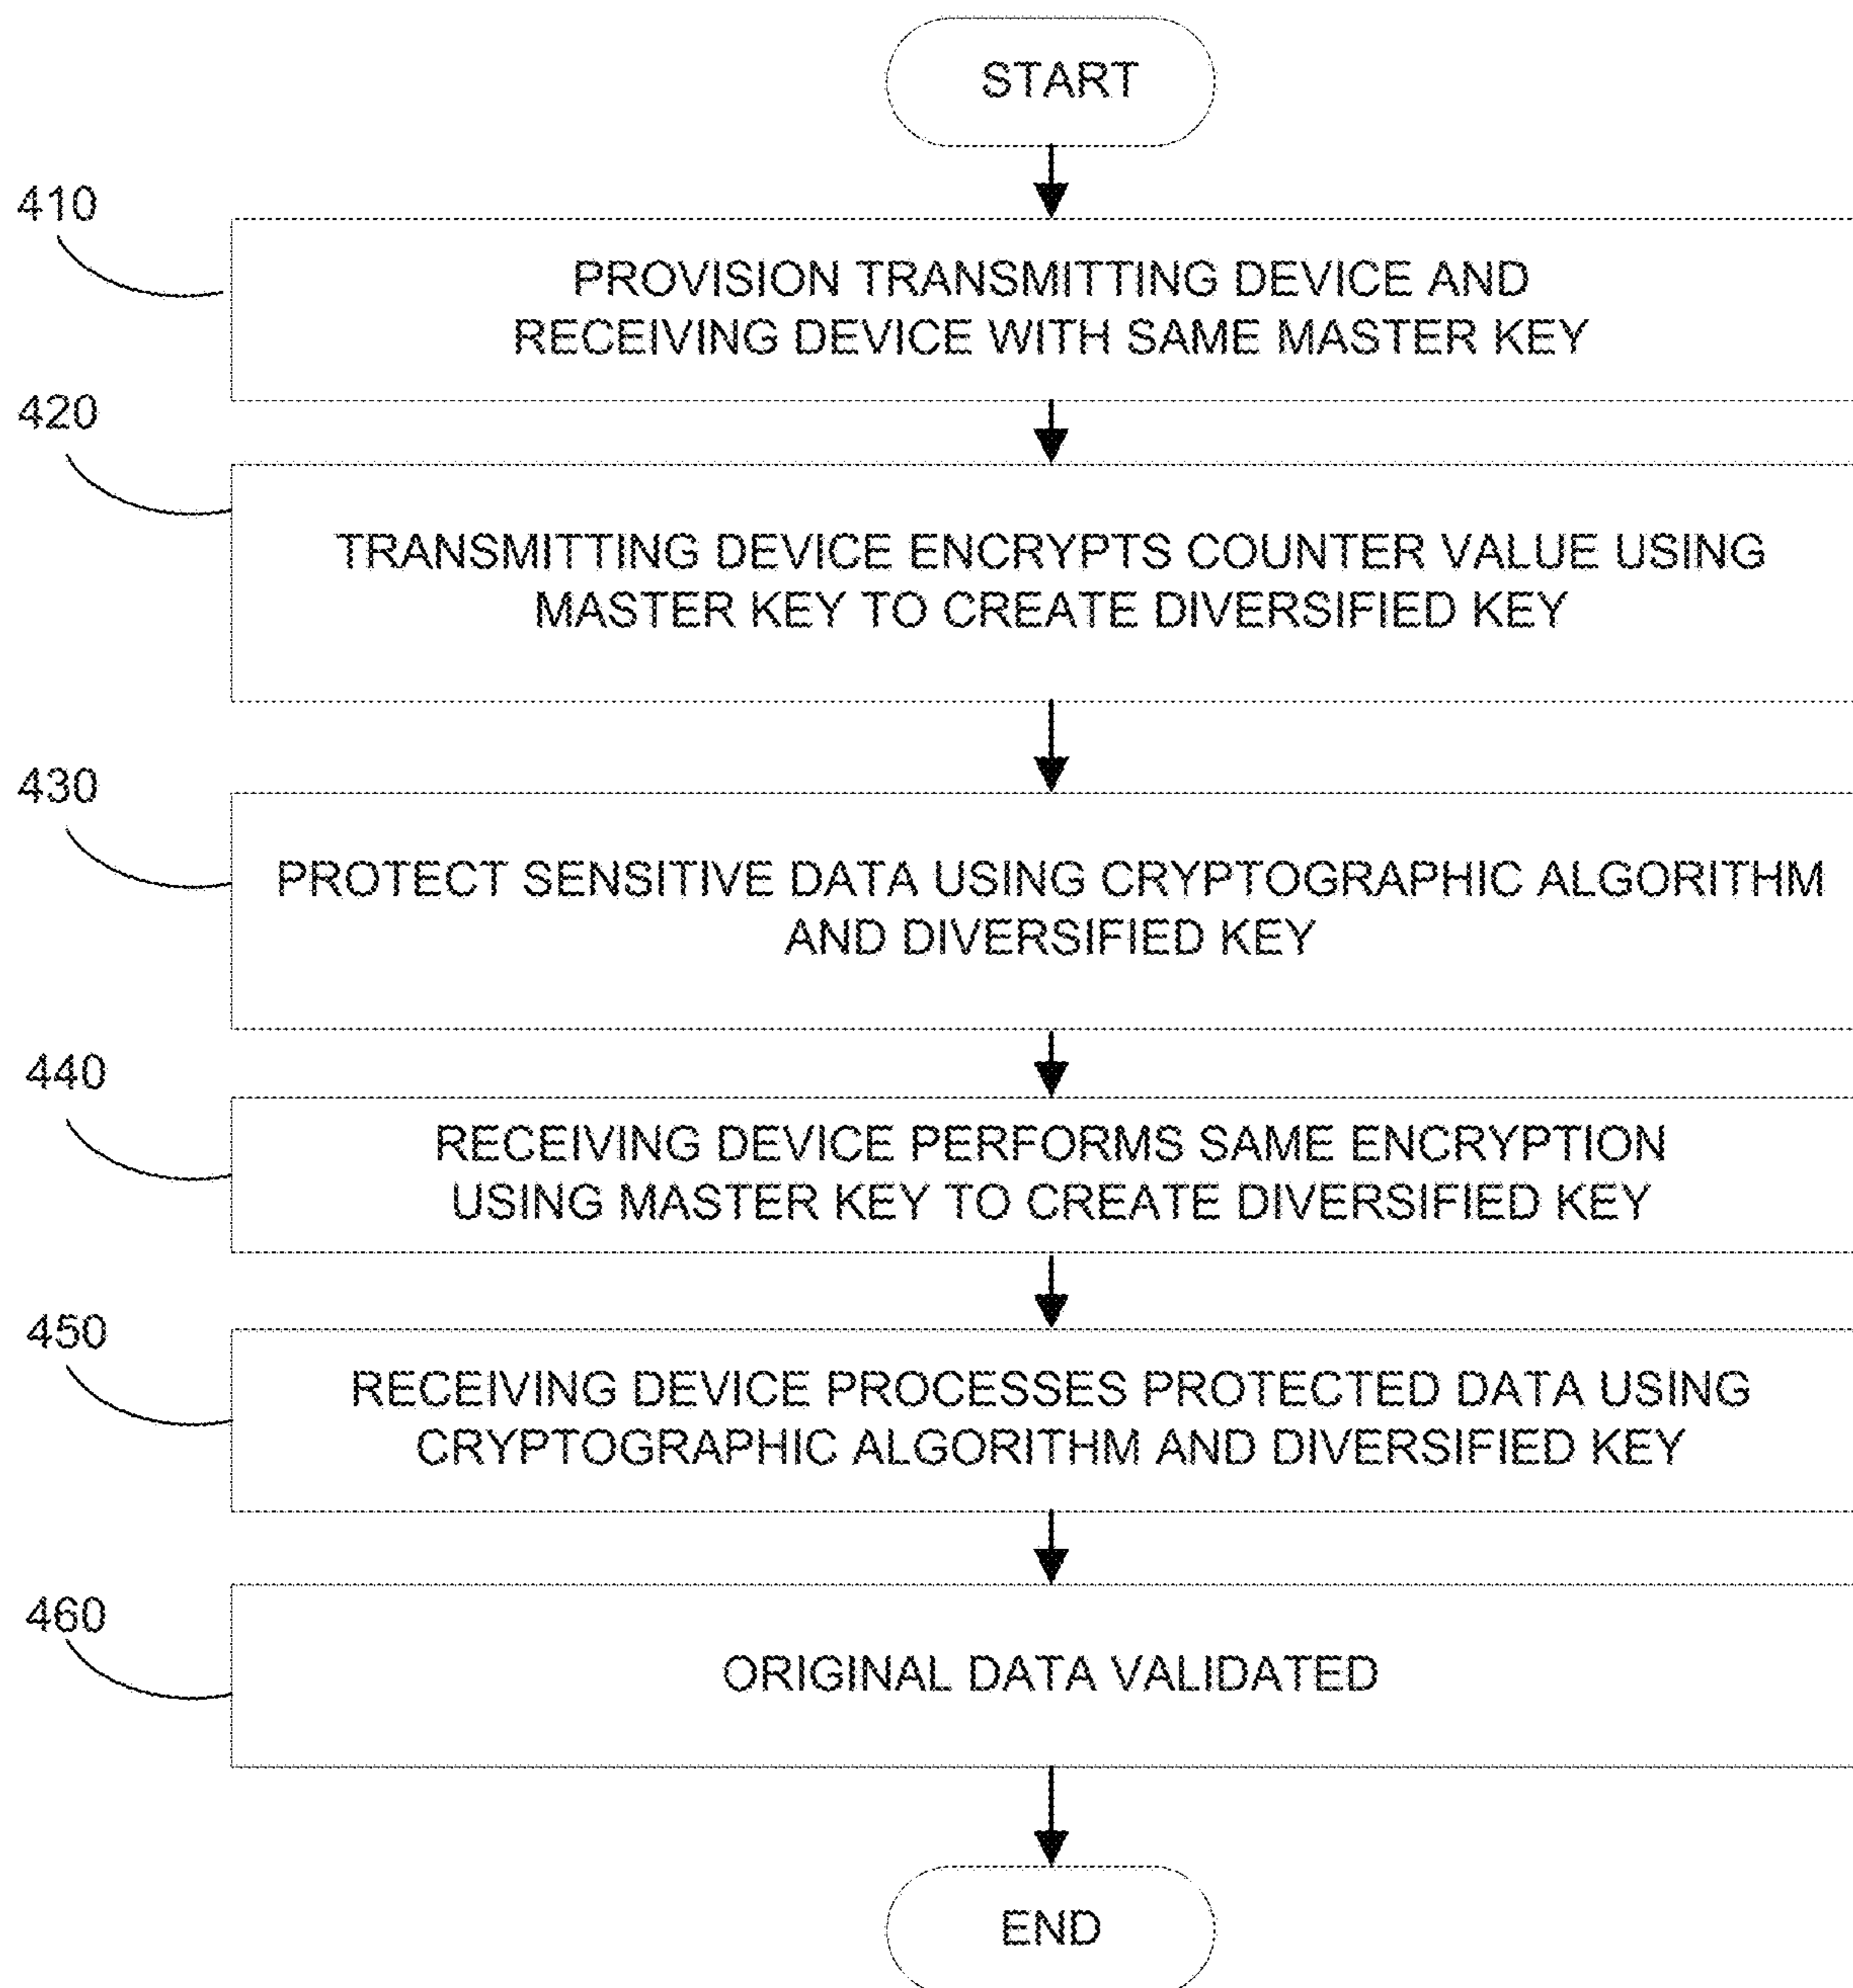 START
410
PROVISION TRANSMITTING DEVICE AND
RECEIVING DEVICE WITH SAME MASTER KEY
420
TRANSMITTING DEVICE ENCRYPTS COUNTER VALUE USING
MASTER KEY TO CREATE DIVERSIFIED KEY
430
PROTECT SENSITIVE DATA USING CRYPTOGRAPHIC ALGORITHM
AND DIVERSIFIED KEY
440
RECEIVING DEVICE PERFORMS SAME ENCRYPTION
USING MASTER KEY TO CREATE DIVERSIFIED KEY
450
RECEIVING DEVICE PROCESSES PROTECTED DATA USING
CRYPTOGRAPHIC ALGORITHM AND DIVERSIFIED KEY
460
ORIGINAL DATA VALIDATED
END